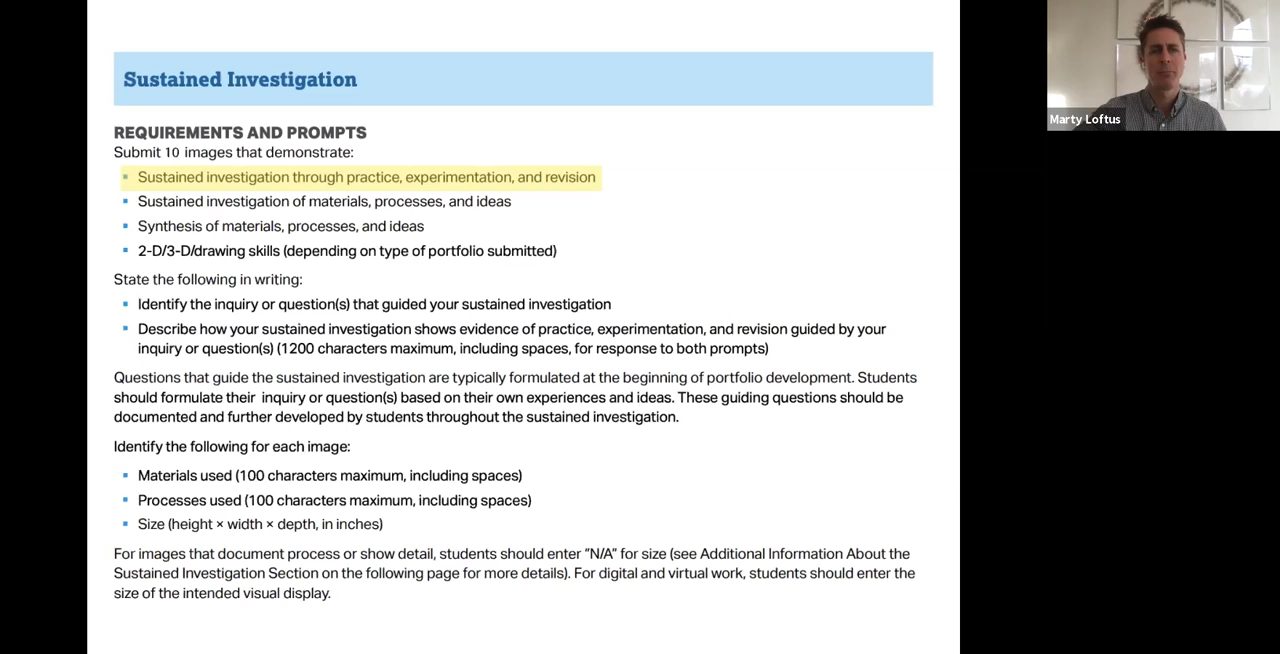 Sustained Investigation
REQUIREMENTS AND PROMPTS
Submit 10 images that demonstrate:
▪ Sustained investigation through practice, experimentation, and revision
▪ Sustained investigation of materials, processes, and ideas
▪ Synthesis of materials, processes, and ideas
▪ 2-D/3-D/drawing skills (depending on type of portfolio submitted)
State the following in writing:
▪ Identify the inquiry or question(s) that guided your sustained investigation
▪ Describe how your sustained investigation shows evidence of practice, experimentation, and revision guided by your
inquiry or question(s) (1200 characters maximum, including spaces, for response to both prompts)
Questions that guide the sustained investigation are typically formulated at the beginning of portfolio development. Students
should formulate their inquiry or question(s) based on their own experiences and ideas. These guiding questions should be
documented and further developed by students throughout the sustained investigation.
Identify the following for each image:
▪ Materials used (100 characters maximum, including spaces)
▪ Processes used (100 characters maximum, including spaces)
▪ Size (height × width × depth, in inches)
For images that document process or show detail, students should enter “N/A” for size (see Additional Information About the
Sustained Investigation Section on the following page for more details). For digital and virtual work, students should enter the
size of the intended visual display.
Marty Loftus